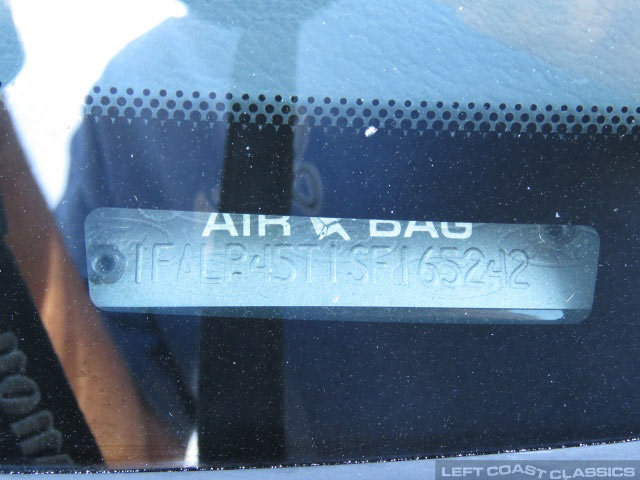 AIR BAG
1FALP45T1SF165242
LEFT COAST CLASSICS